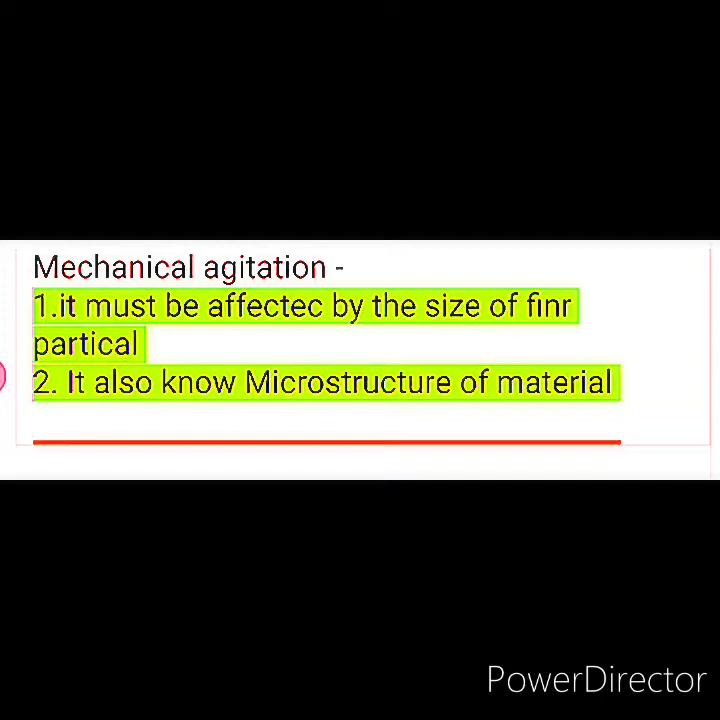 Mechanical agitation -
1.it must be affectec by the size of finr
partical
2. It also know Microstructure of material
PowerDirector